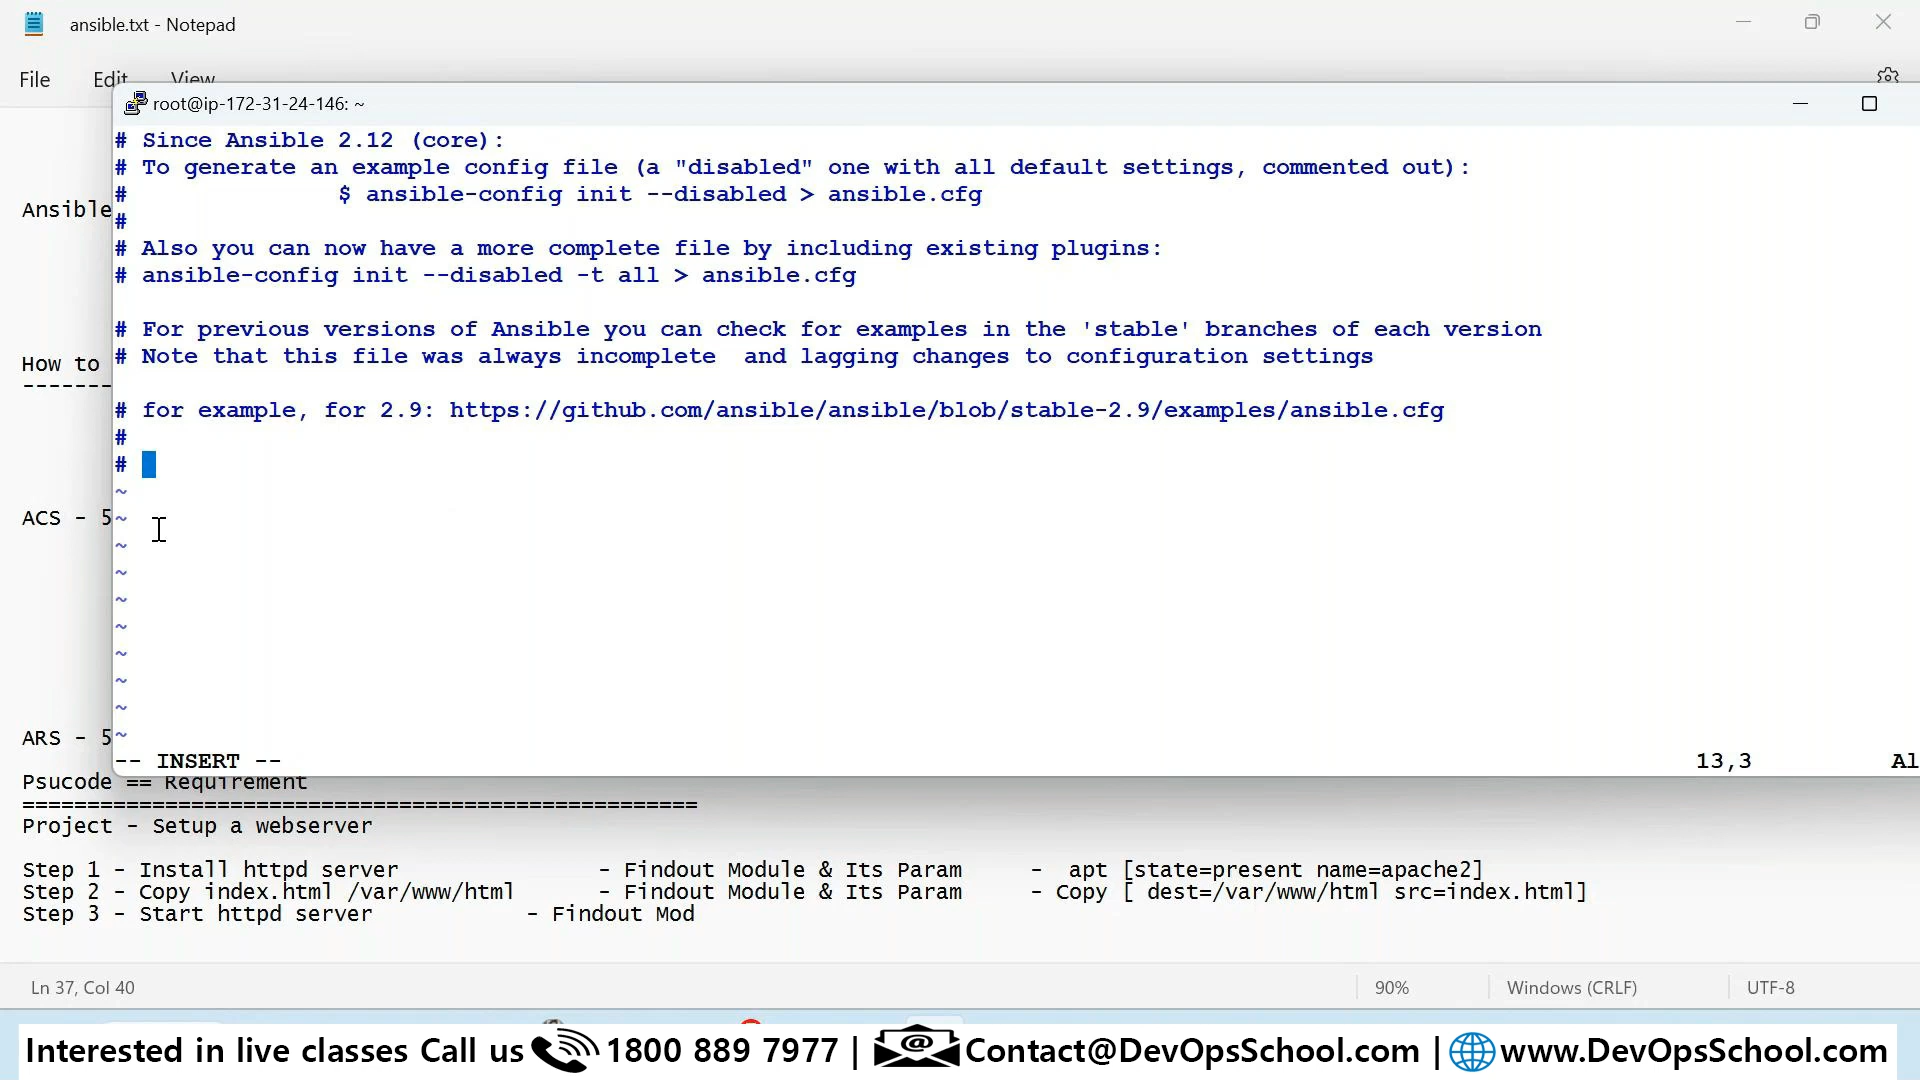 ansible.txt - Notepad
File Edit View
root@ip-172-31-24-146: ~
# Since Ansible 2.12 (core):
# To generate an example config file (a "disabled" one with all default settings, commented out):
# $ ansible-config init --disabled > ansible.cfg
#
# Also you can now have a more complete file by including existing plugins:
# ansible-config init --disabled -t all > ansible.cfg
# For previous versions of Ansible you can check for examples in the 'stable' branches of each version
# Note that this file was always incomplete  and lagging changes to configuration settings
# for example, for 2.9: https://github.com/ansible/ansible/blob/stable-2.9/examples/ansible.cfg
#
#
~
~
~
~
~
~
~
~
~
~
-- INSERT -- 13,3 Al
Ansible
How to
-------
ACS - 5
ARS - 5
Psucode == Requirement
====================================================
Project - Setup a webserver
Step 1 - Install httpd server - Findout Module & Its Param - apt [state=present name=apache2]
Step 2 - Copy index.html /var/www/html - Findout Module & Its Param - Copy [ dest=/var/www/html src=index.html]
Step 3 - Start httpd server - Findout Mod
Ln 37, Col 40 90% Windows (CRLF) UTF-8
Interested in live classes Call us 1800 889 7977 | Contact@DevOpsSchool.com | www.DevOpsSchool.com